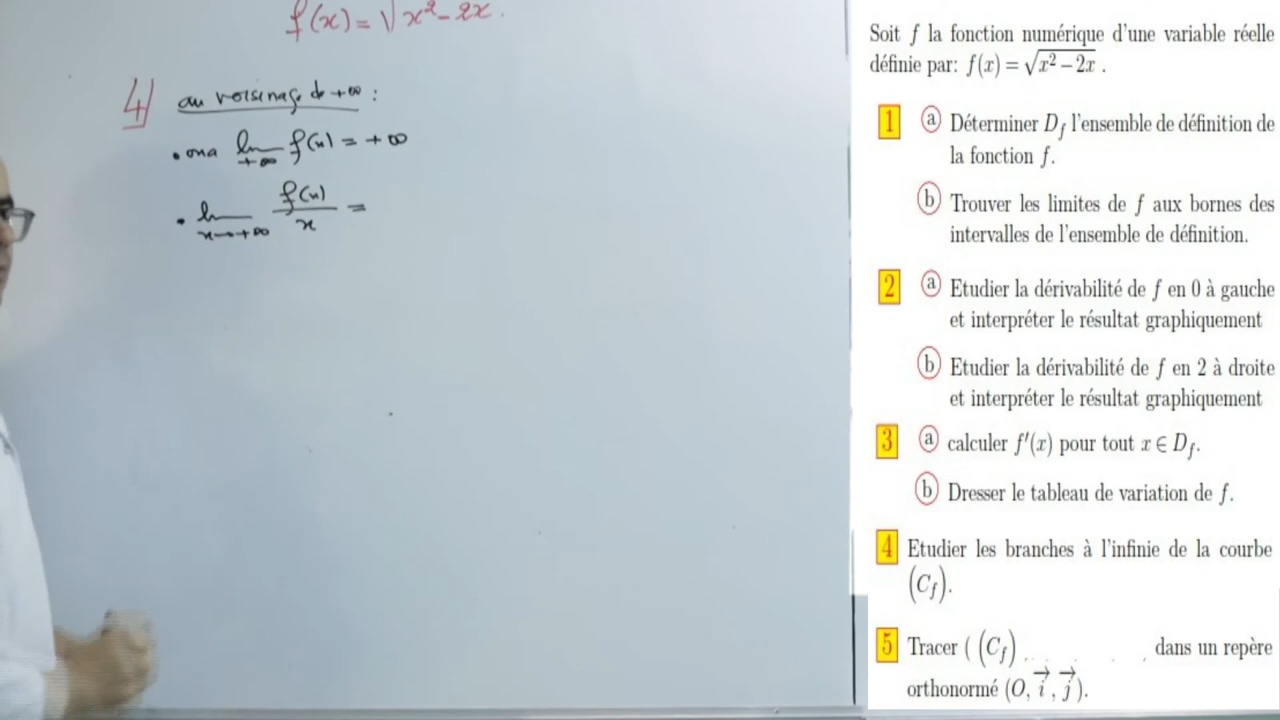 f(x) = √x² - 2x.
4] au voisinage de +∞ :
• on a lim f(x) = +∞
+∞
• lim f(x)/x =
x→+∞
Soit f la fonction numérique d'une variable réelle
définie par: f(x) = √x² – 2x .
1 a Déterminer Df l'ensemble de définition de
la fonction f.
b Trouver les limites de f aux bornes des
intervalles de l'ensemble de définition.
2 a Etudier la dérivabilité de f en 0 à gauche
et interpréter le résultat graphiquement
b Etudier la dérivabilité de f en 2 à droite
et interpréter le résultat graphiquement
3 a calculer f′(x) pour tout x ∈ Df.
b Dresser le tableau de variation de f.
4 Etudier les branches à l'infinie de la courbe
(Cf).
5 Tracer ( (Cf) dans un repère
orthonormé (O, i⃗, j⃗).